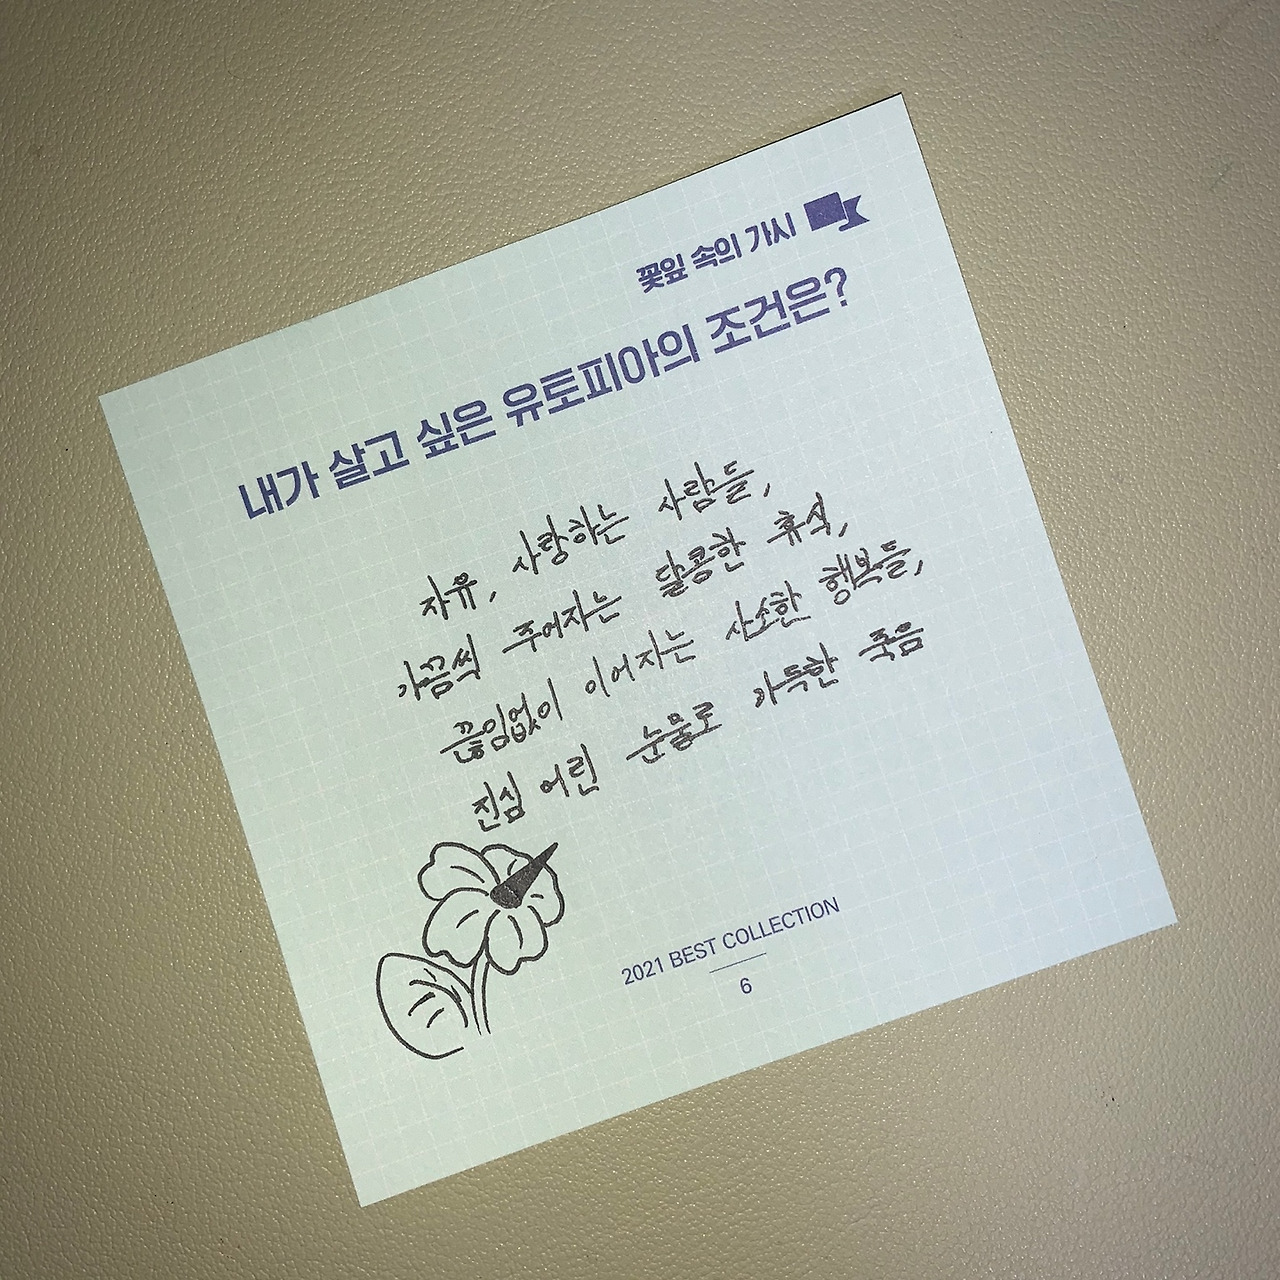 꽃잎 속의 가시
내가 살고 싶은 유토피아의 조건은?
자유, 사랑하는 사람들,
가끔씩 주어지는 달콤한 휴식,
끊임없이 이어지는 사소한 행복들,
진심 어린 눈물로 가득한 죽음
2021 BEST COLLECTION
6